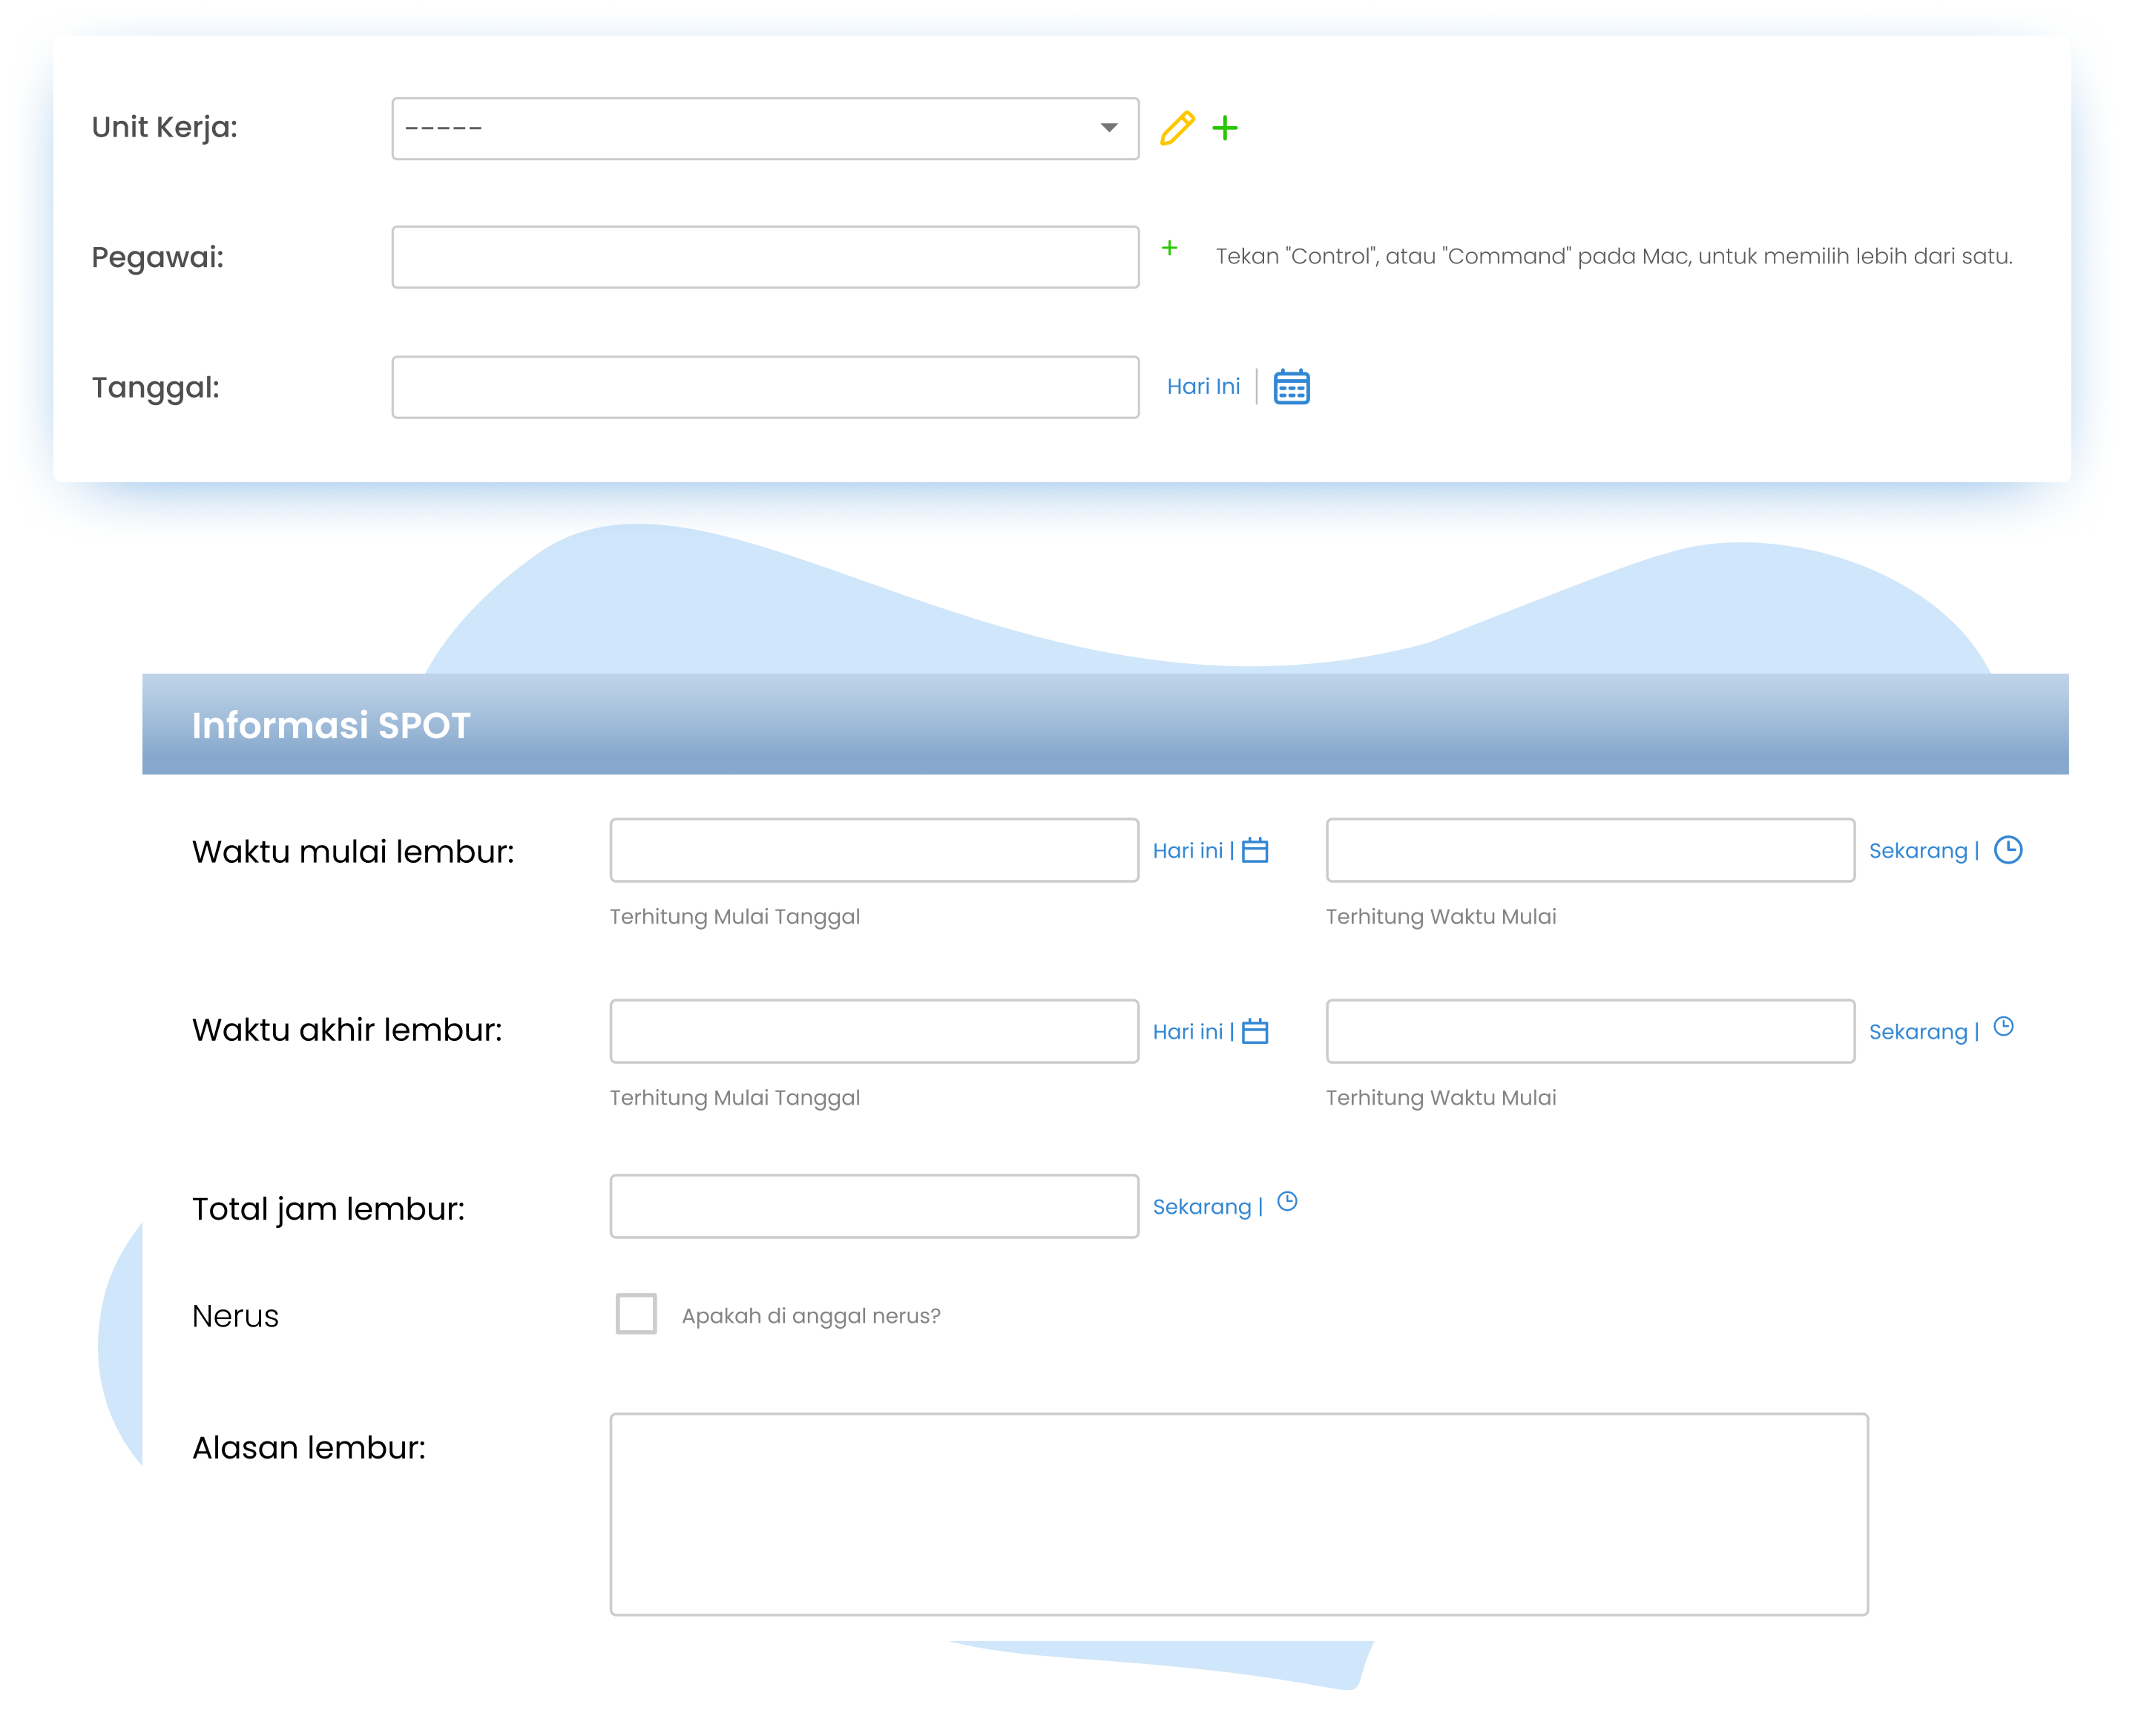 Unit Kerja: -----
Pegawai: Tekan "Control", atau "Command" pada Mac, untuk memilih lebih dari satu.
Tanggal: Hari Ini
Informasi SPOT
Waktu mulai lembur: Hari ini | Sekarang |
Terhitung Mulai Tanggal Terhitung Waktu Mulai
Waktu akhir lembur: Hari ini | Sekarang |
Terhitung Mulai Tanggal Terhitung Waktu Mulai
Total jam lembur: Sekarang |
Nerus Apakah di anggal nerus?
Alasan lembur: